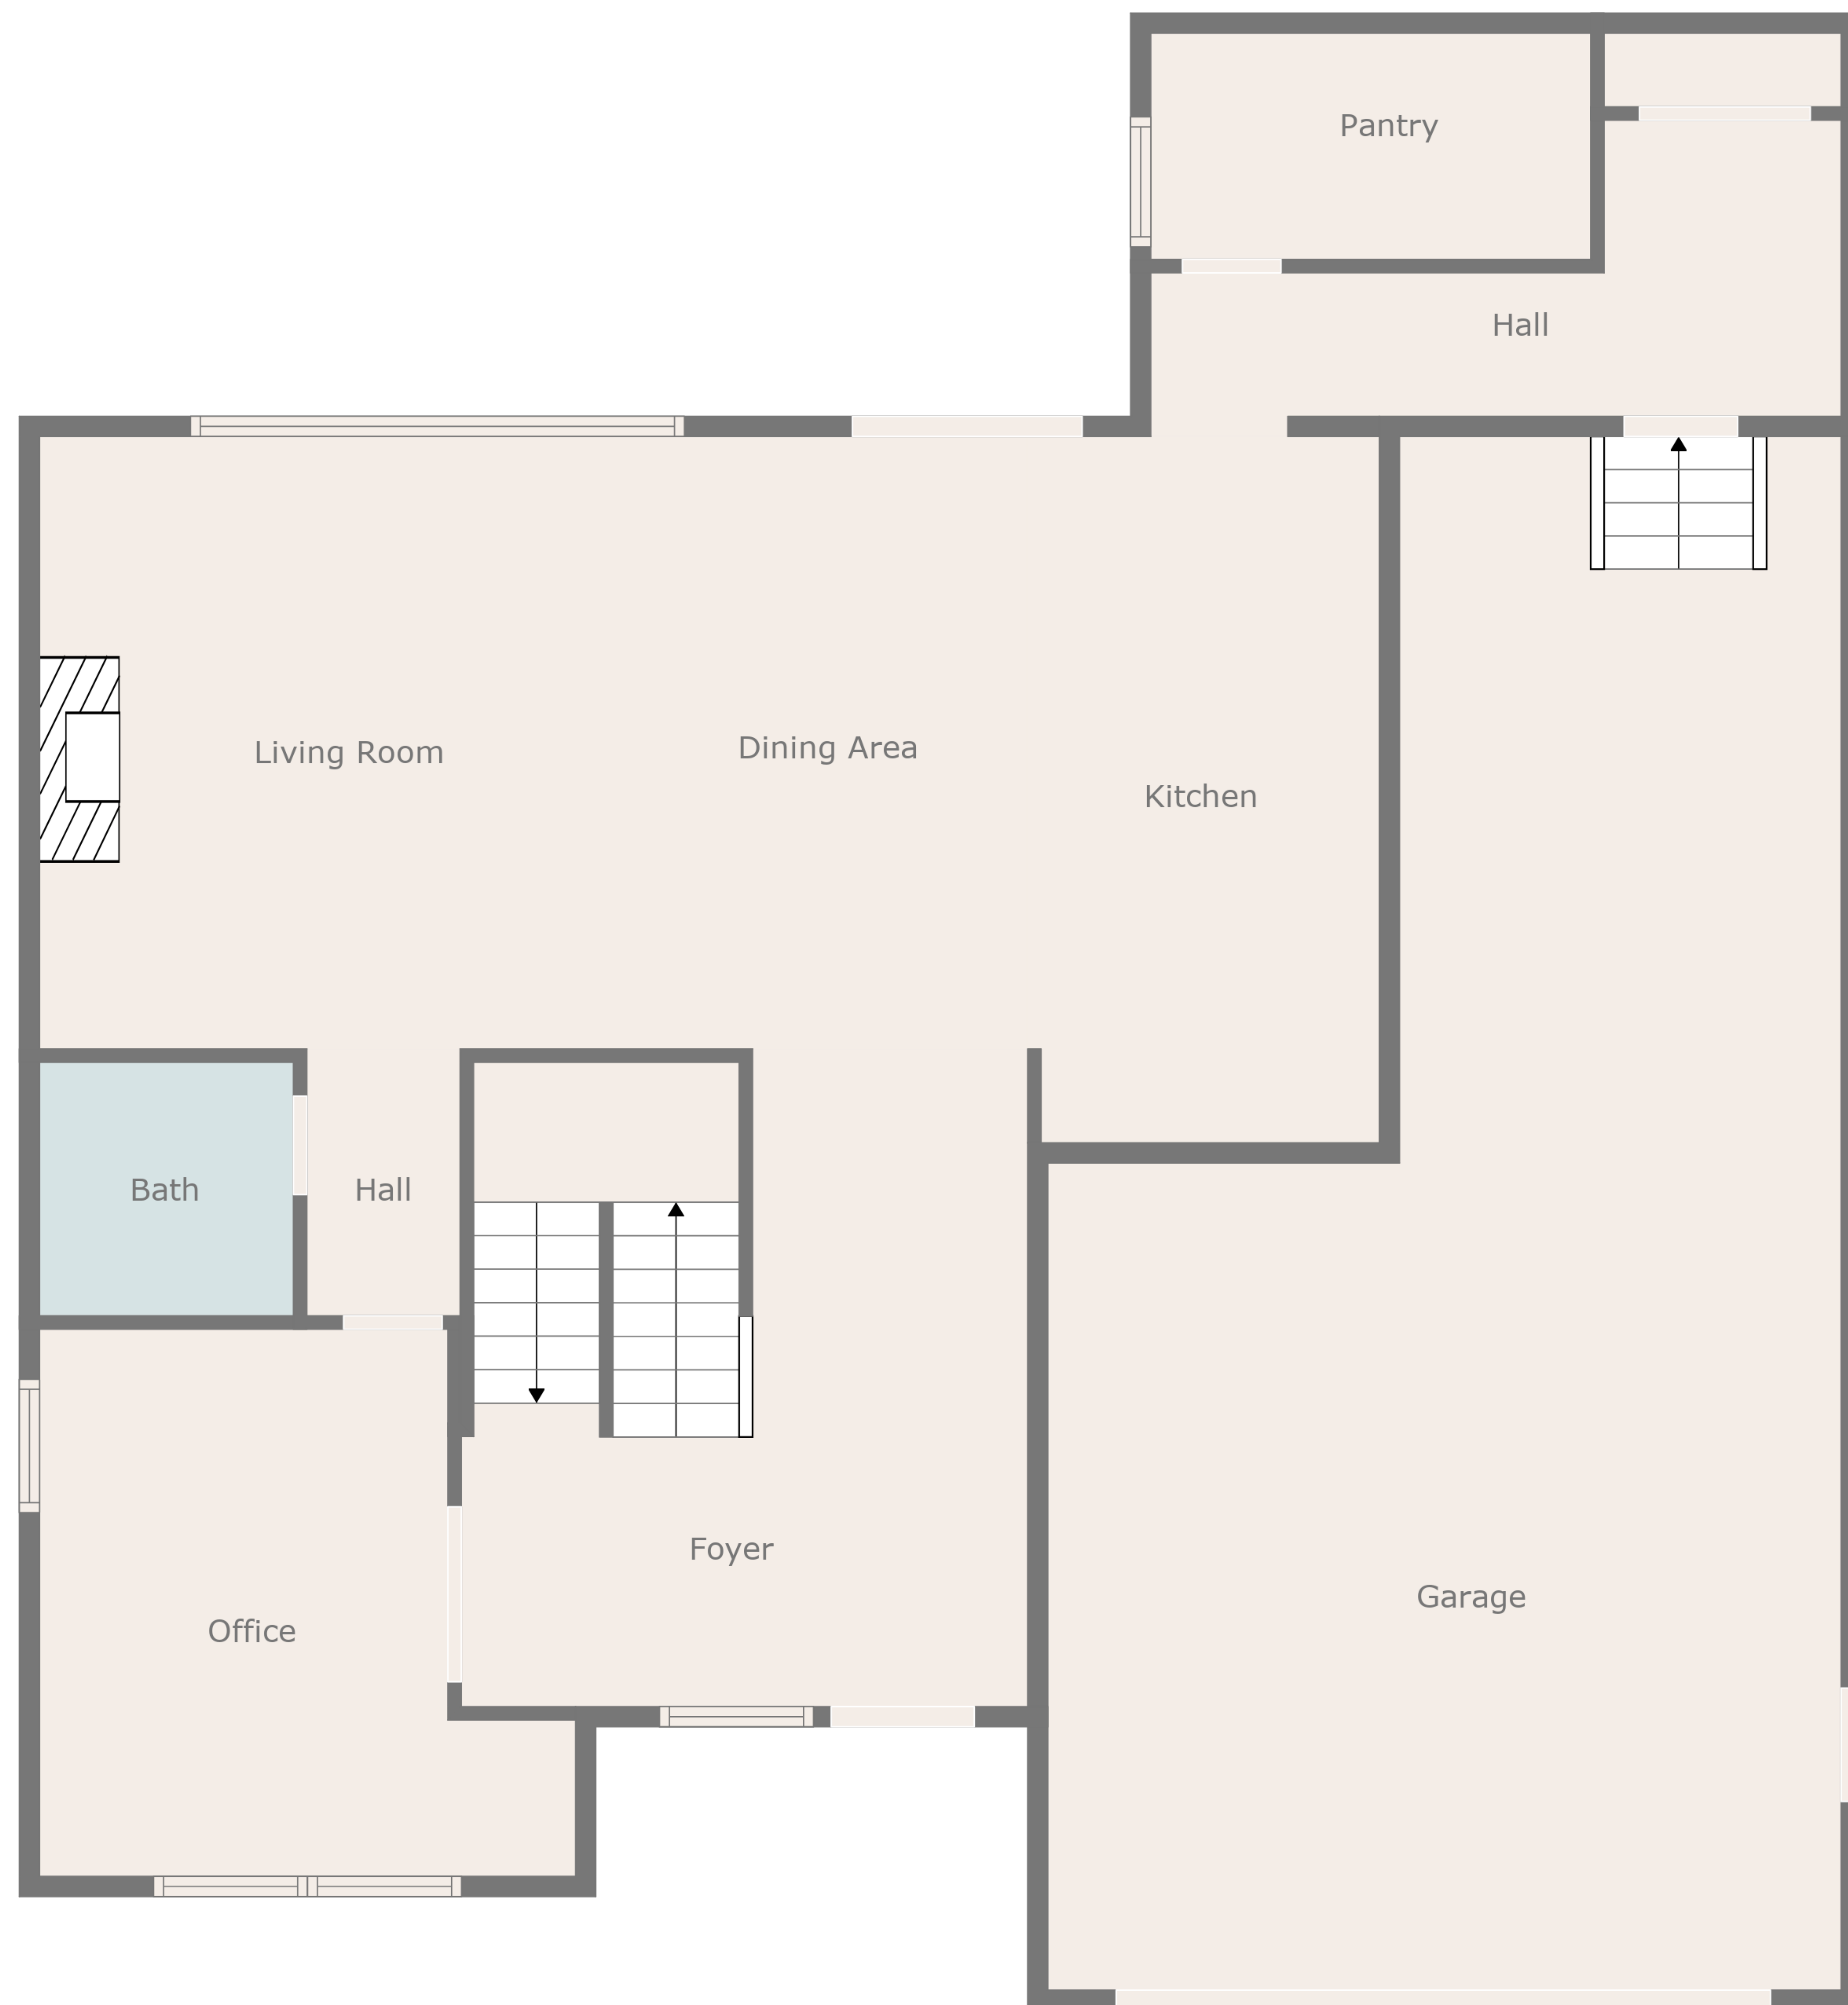 Pantry
Hall
Living Room
Dining Area
Kitchen
Bath
Hall
Foyer
Office
Garage